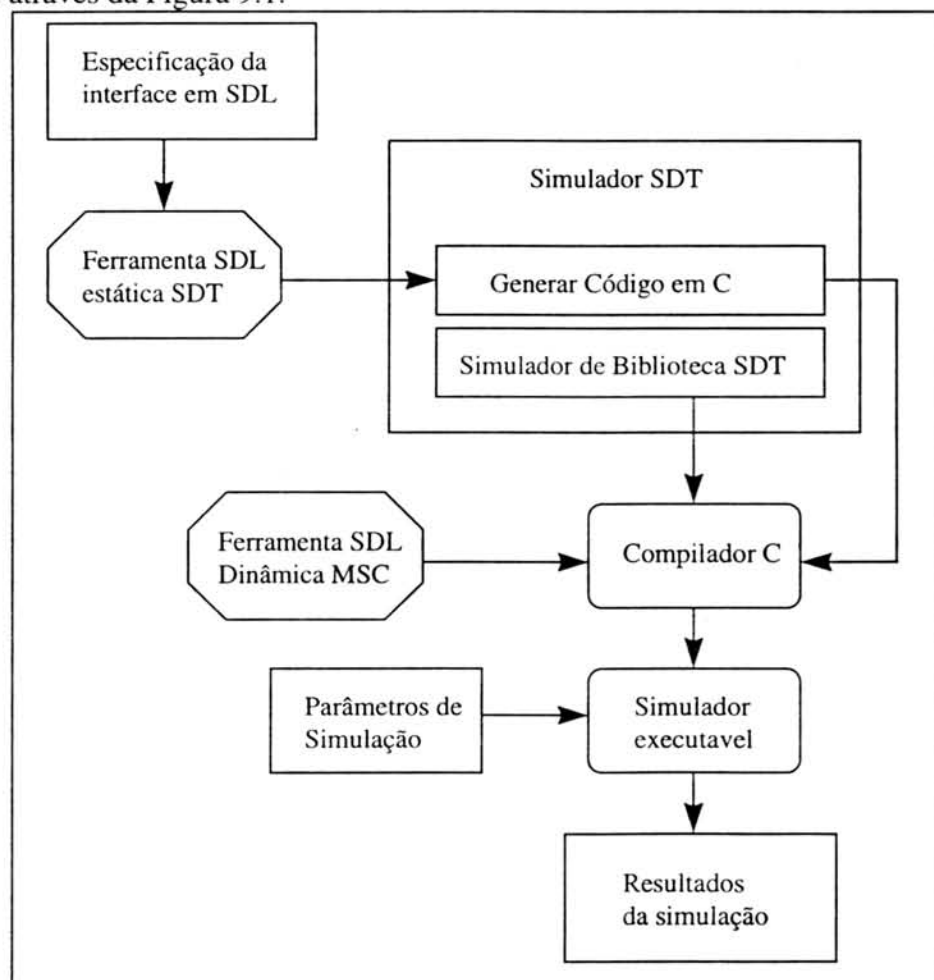 através da Figura 9.1.
Especificação da
interface em SDL
Simulador SDT
Ferramenta SDL
estática SDT
Generar Código em C
Simulador de Biblioteca SDT
Ferramenta SDL
Dinâmica MSC
Compilador C
Parâmetros de
Simulação
Simulador
executavel
Resultados
da simulação